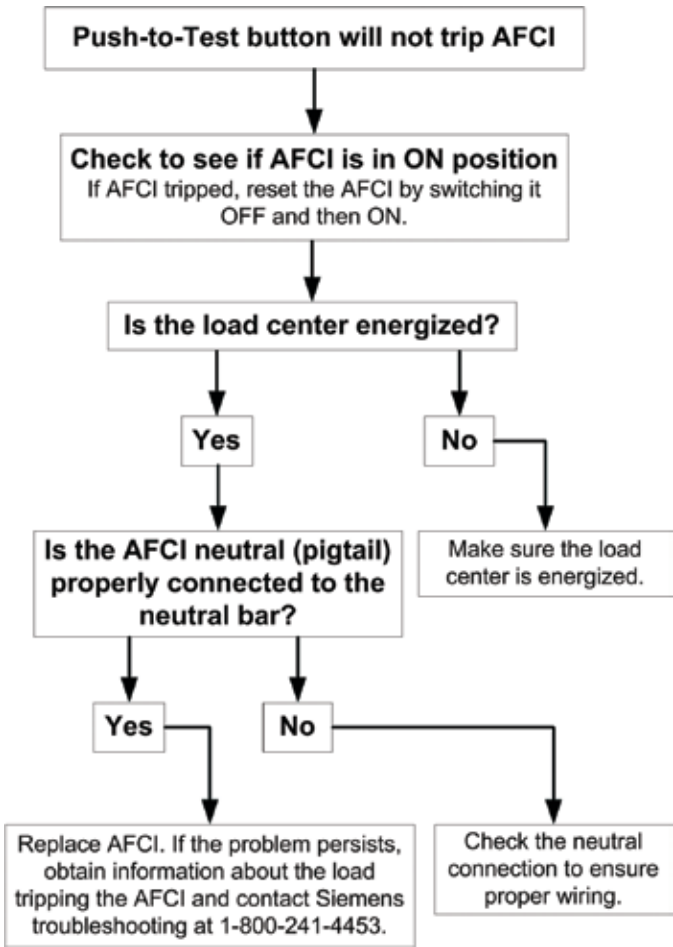 Push-to-Test button will not trip AFCI
Check to see if AFCI is in ON position
If AFCI tripped, reset the AFCI by switching it
OFF and then ON.
Is the load center energized?
Yes
No
Is the AFCI neutral (pigtail)
properly connected to the
neutral bar?
Make sure the load
center is energized.
Yes
No
Replace AFCI. If the problem persists,
obtain information about the load
tripping the AFCI and contact Siemens
troubleshooting at 1-800-241-4453.
Check the neutral
connection to ensure
proper wiring.